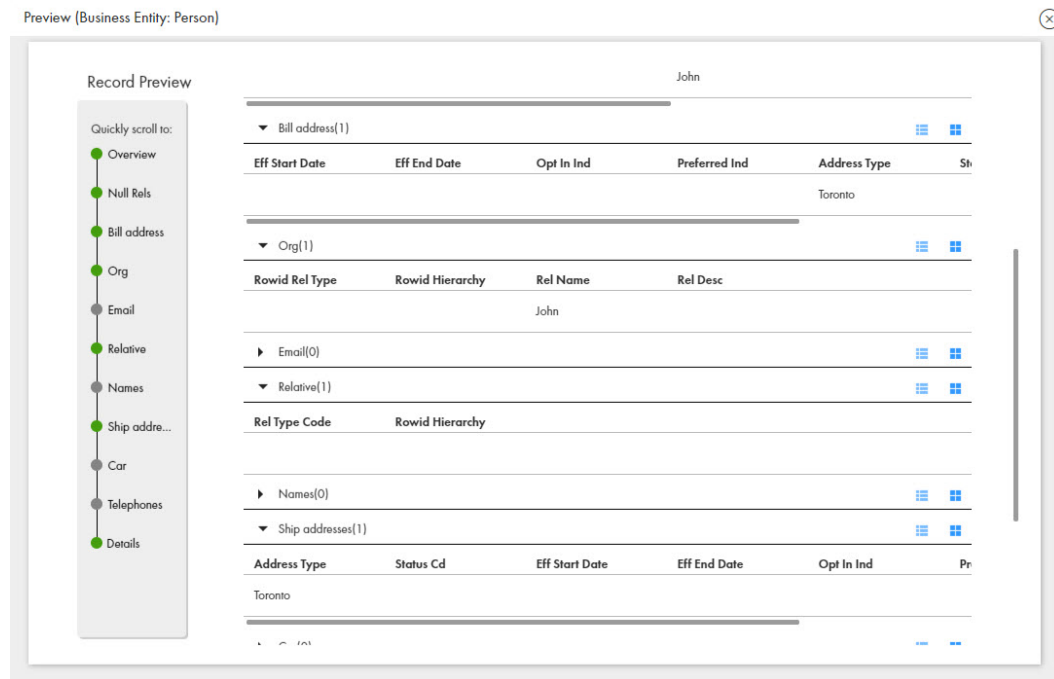 Preview (Business Entity: Person)
Record Preview
Quickly scroll to:
Overview
Null Rels
Bill address
Org
Email
Relative
Names
Ship addre...
Car
Telephones
Details
John
Bill address(1)
Eff Start Date Eff End Date Opt In Ind Preferred Ind Address Type
Toronto
Org(1)
Rowid Rel Type Rowid Hierarchy Rel Name Rel Desc
John
Email(0)
Relative(1)
Rel Type Code Rowid Hierarchy
Names(0)
Ship addresses(1)
Address Type Status Cd Eff Start Date Eff End Date Opt In Ind
Toronto